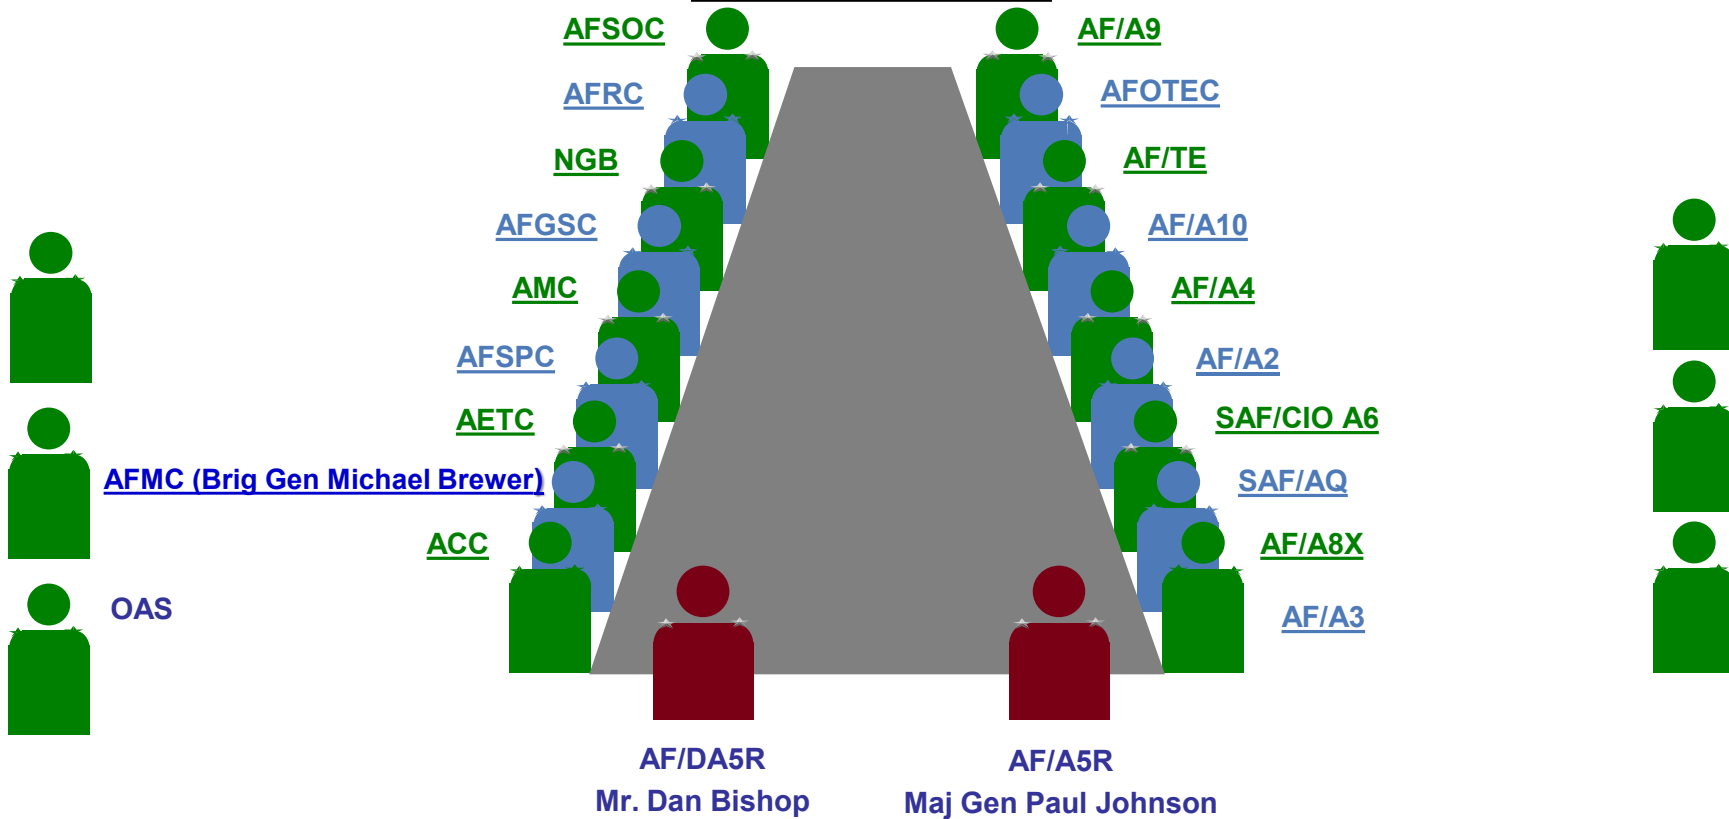 AFSOC
AF/A9
AFRC
AFOTEC
NGB
AF/TE
AFGSC
AF/A10
AMC
AF/A4
AFSPC
AF/A2
AETC
SAF/CIO A6
AFMC (Brig Gen Michael Brewer)
SAF/AQ
ACC
AF/A8X
OAS
AF/A3
AF/DA5R
Mr. Dan Bishop
AF/A5R
Maj Gen Paul Johnson